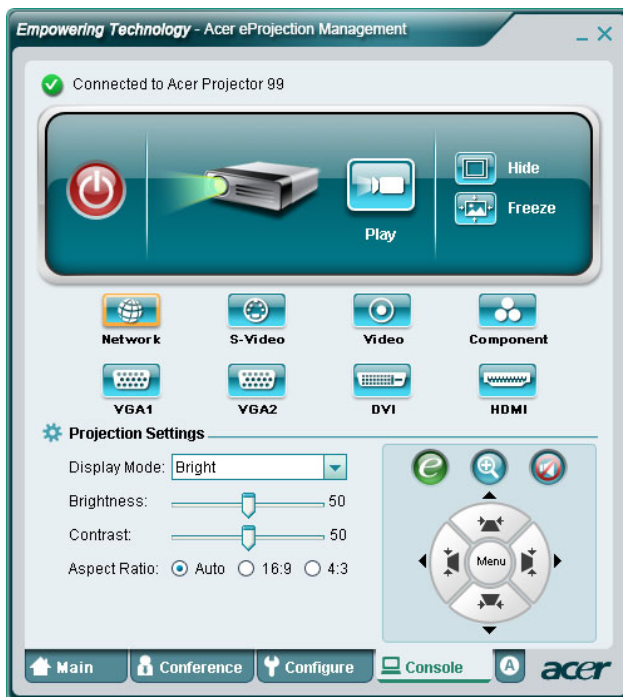 Empowering Technology - Acer eProjection Management
Connected to Acer Projector 99
Play
Hide
Freeze
Network S-Video Video Component
VGA1 VGA2 DVI HDMI
Projection Settings
Display Mode: Bright
Brightness: 50
Contrast: 50
Aspect Ratio: Auto 16:9 4:3
e
Menu
Main Conference Configure Console A acer